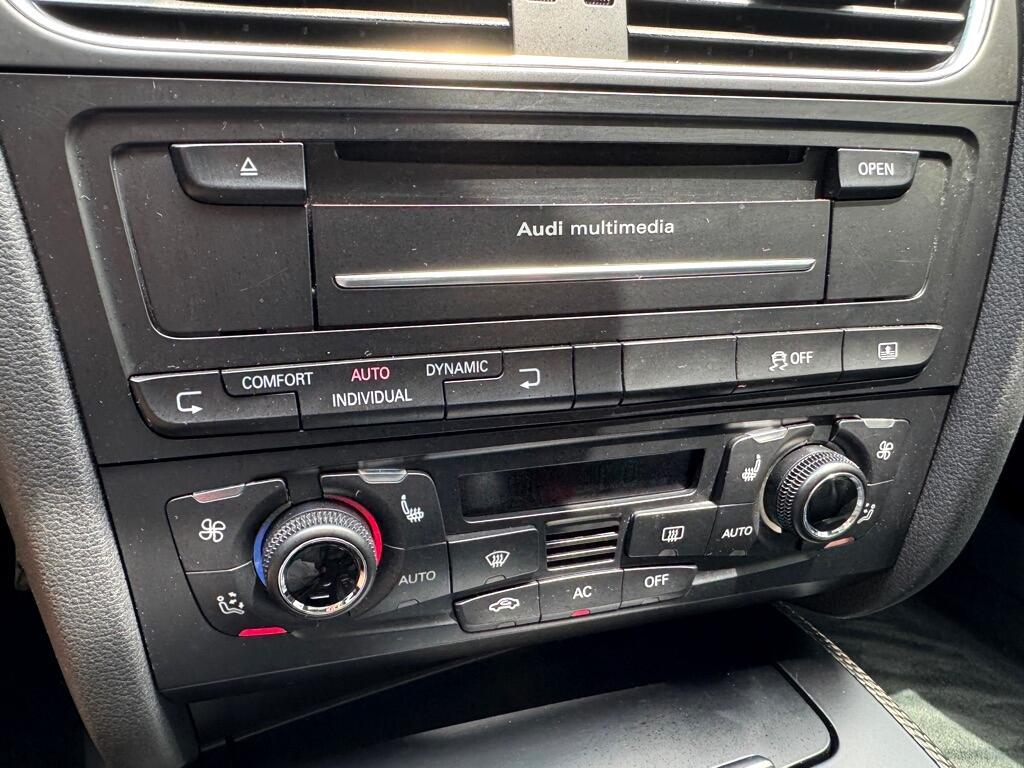 OPEN
Audi multimedia
COMFORT AUTO DYNAMIC
INDIVIDUAL
OFF
AUTO
AUTO
AC
OFF